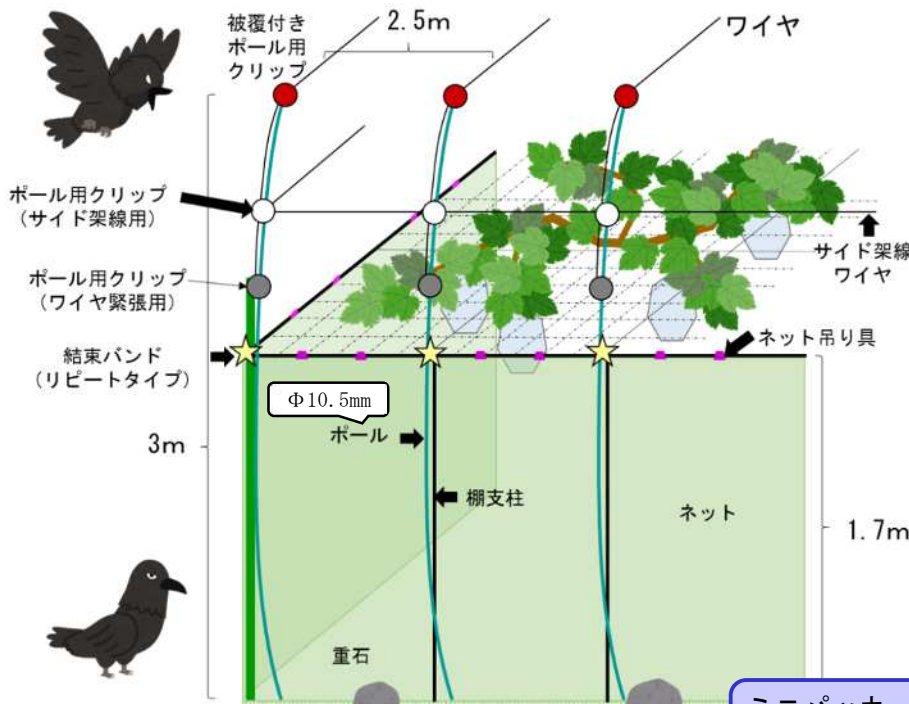 被覆付き
ポール用
クリップ
2.5m
ワイヤ
ポール用クリップ
(サイド架線用)
サイド架線
ワイヤ
ポール用クリップ
(ワイヤ緊張用)
結束バンド
(リピートタイプ)
ネット吊り具
Φ10.5mm
ポール
3m
棚支柱
ネット
1.7m
重石